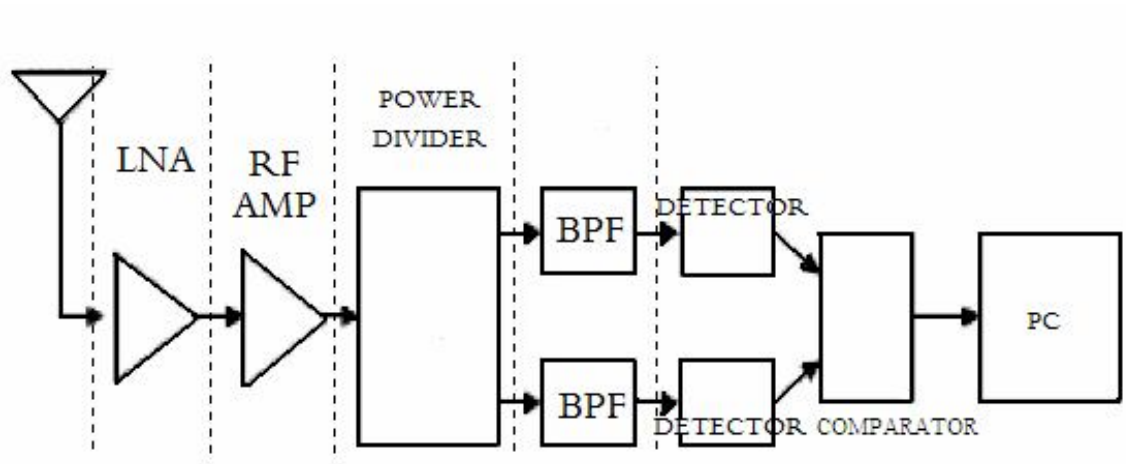 POWER
DIVIDER
LNA
RF
AMP
BPF
DETECTOR
PC
BPF
DETECTOR
COMPARATOR